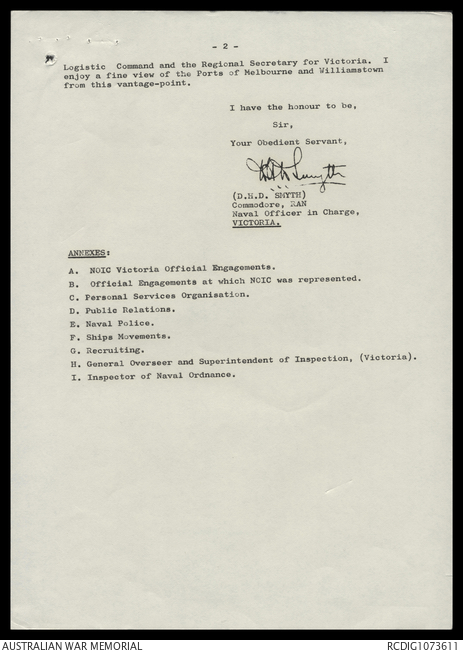 - 2 -
Logistic Command and the Regional Secretary for Victoria. I
enjoy a fine view of the Ports of Melbourne and Williamstown
from this vantage-point.
I have the honour to be,
Sir,
Your Obedient Servant,
(D.H.D. SMYTH)
Commodore, RAN
Naval Officer in Charge,
VICTORIA.
ANNEXES:
A. NOIC Victoria Official Engagements.
B. Official Engagements at which NOIC was represented.
C. Personal Services Organisation.
D. Public Relations.
E. Naval Police.
F. Ships Movements.
G. Recruiting.
H. General Overseer and Superintendent of Inspection, (Victoria).
I. Inspector of Naval Ordnance.
AUSTRALIAN WAR MEMORIAL
RCDIG1073611